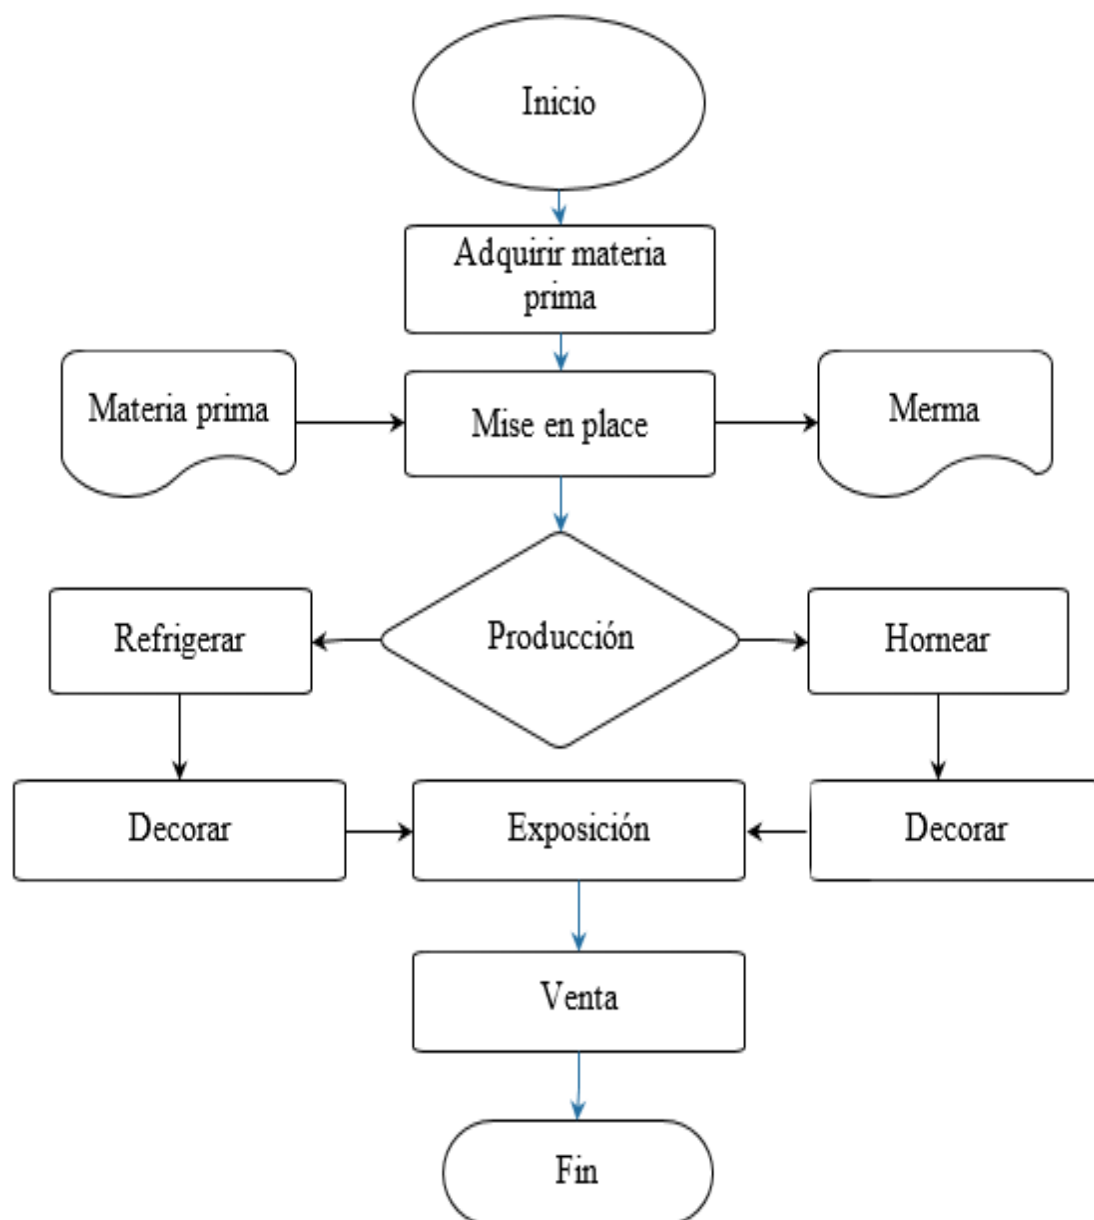 Inicio
Adquirir materia
prima
Materia prima
Mise en place
Merma
Refrigerar
Producción
Hornear
Decorar
Exposición
Decorar
Venta
Fin